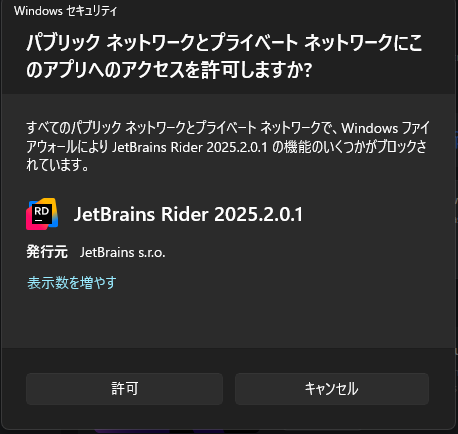 Windows セキュリティ
パブリック ネットワークとプライベート ネットワークにこ
のアプリへのアクセスを許可しますか?
すべてのパブリック ネットワークとプライベート ネットワークで、Windows ファイ
アウォールにより JetBrains Rider 2025.2.0.1 の機能のいくつかがブロックさ
れています。
RD
JetBrains Rider 2025.2.0.1
発行元 JetBrains s.r.o.
表示数を増やす
許可
キャンセル